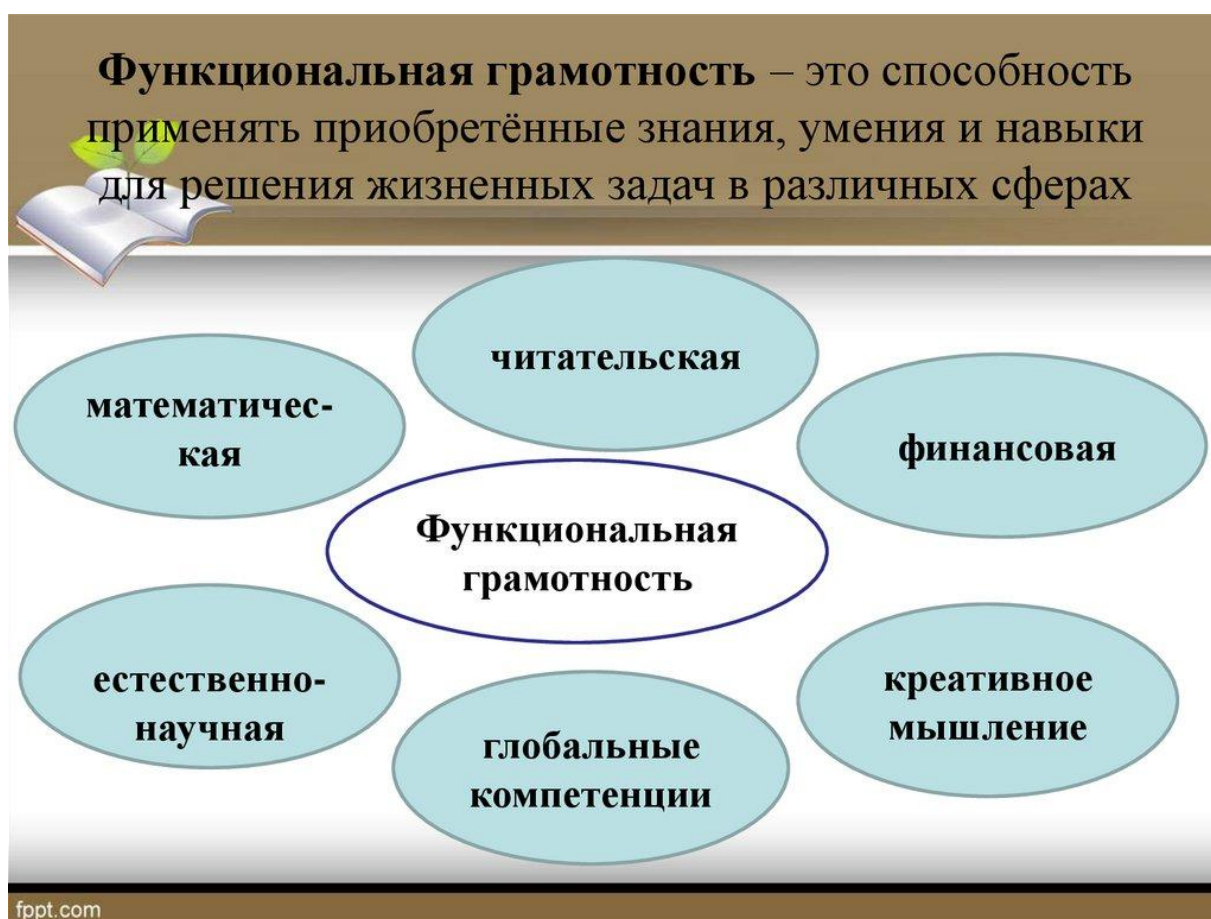 Функциональная грамотность – это способность
применять приобретённые знания, умения и навыки
для решения жизненных задач в различных сферах
читательская
математичес-
кая
финансовая
Функциональная
грамотность
естественно-
научная
креативное
мышление
глобальные
компетенции
fppt.com